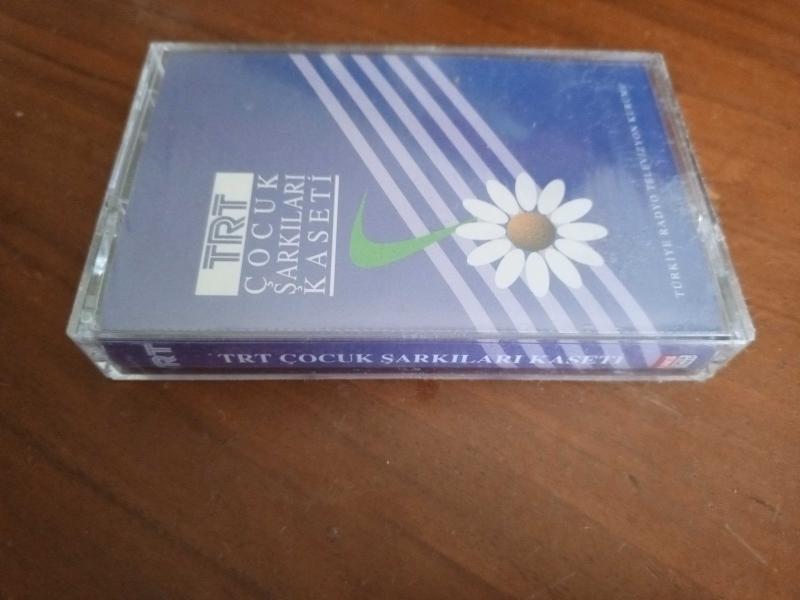 TRT
ÇOCUK
ŞARKILARI
KASETİ
TÜRKİYE RADYO TELEVİZYON KURUMU
TRT
TRT ÇOCUK ŞARKILARI KASETİ